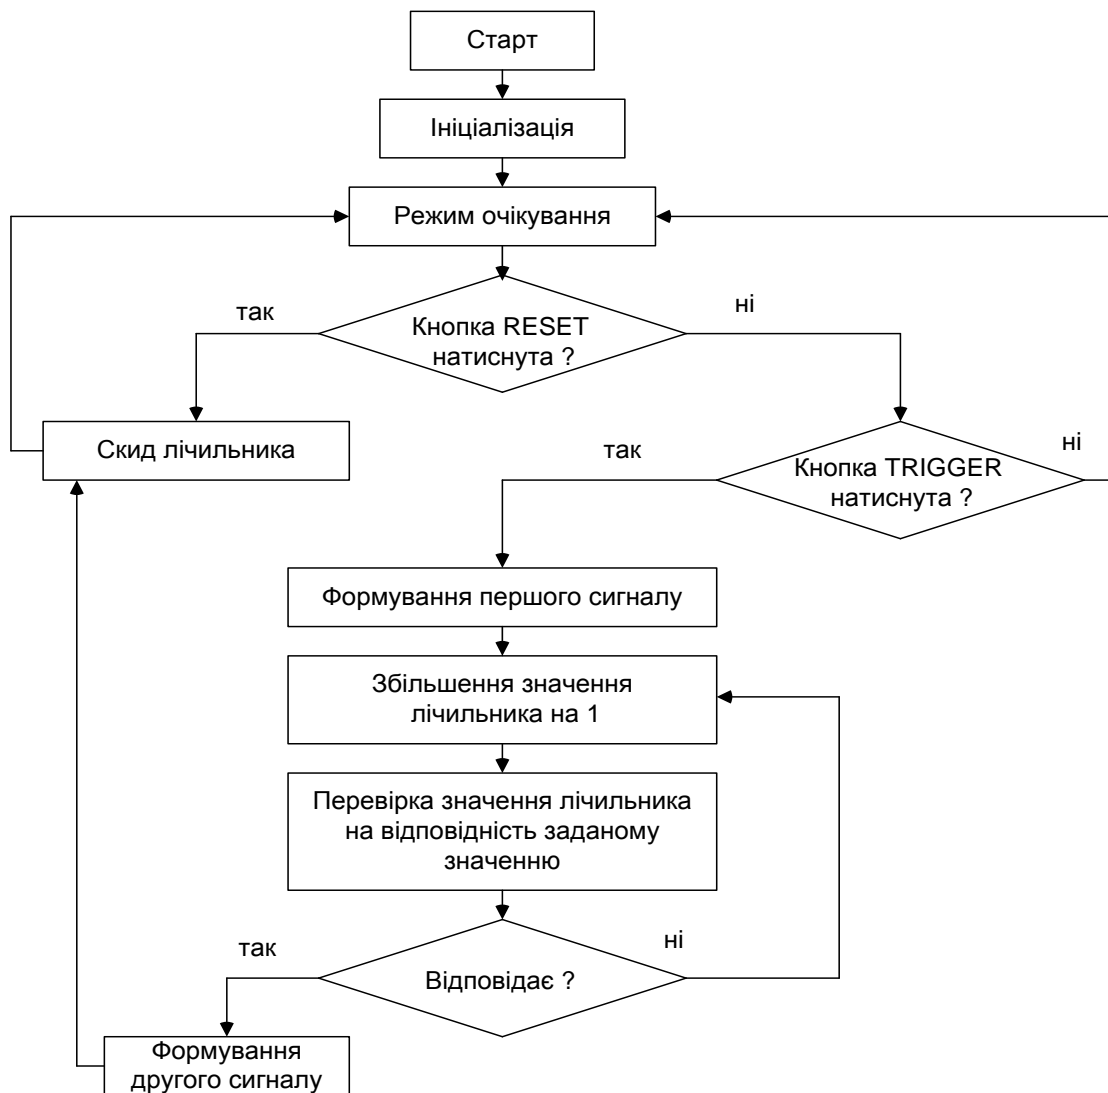 Старт
Ініціалізація
Режим очікування
так
ні
Кнопка RESET
натиснута ?
Скид лічильника
так
Кнопка TRIGGER
натиснута ?
ні
Формування першого сигналу
Збільшення значення
лічильника на 1
Перевірка значення лічильника
на відповідність заданому
значенню
так
ні
Відповідає ?
Формування
другого сигналу